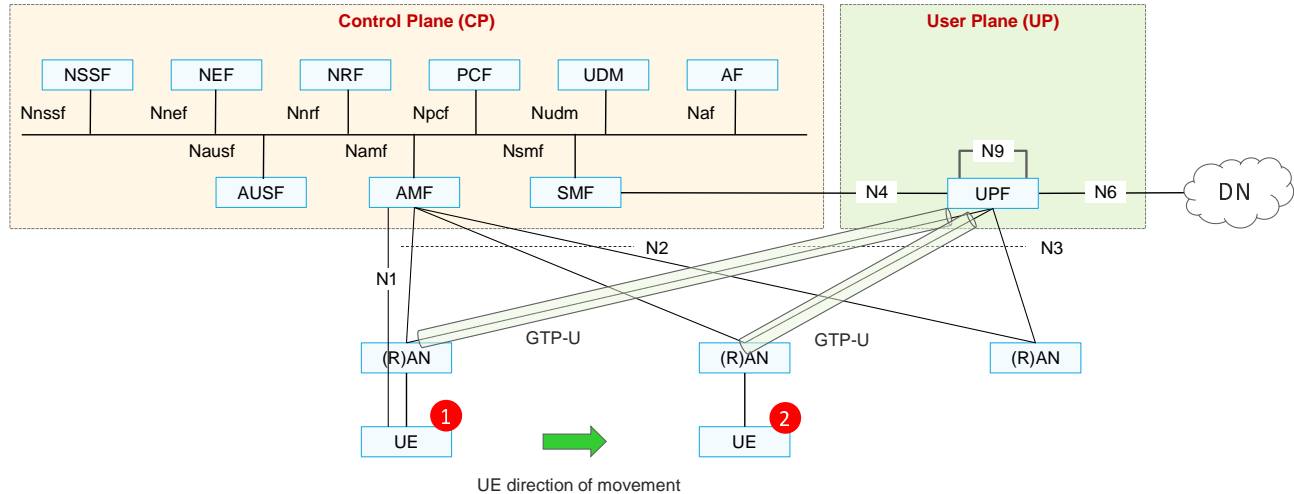 Control Plane (CP)
User Plane (UP)
NSSF
NEF
NRF
PCF
UDM
AF
Nnssf
Nnef
Nnrf
Npcf
Nudm
Naf
Nausf
Namf
Nsmf
N9
AUSF
AMF
SMF
N4
UPF
N6
DN
N2
N3
N1
GTP-U
GTP-U
(R)AN
(R)AN
(R)AN
1
2
UE
UE
UE direction of movement